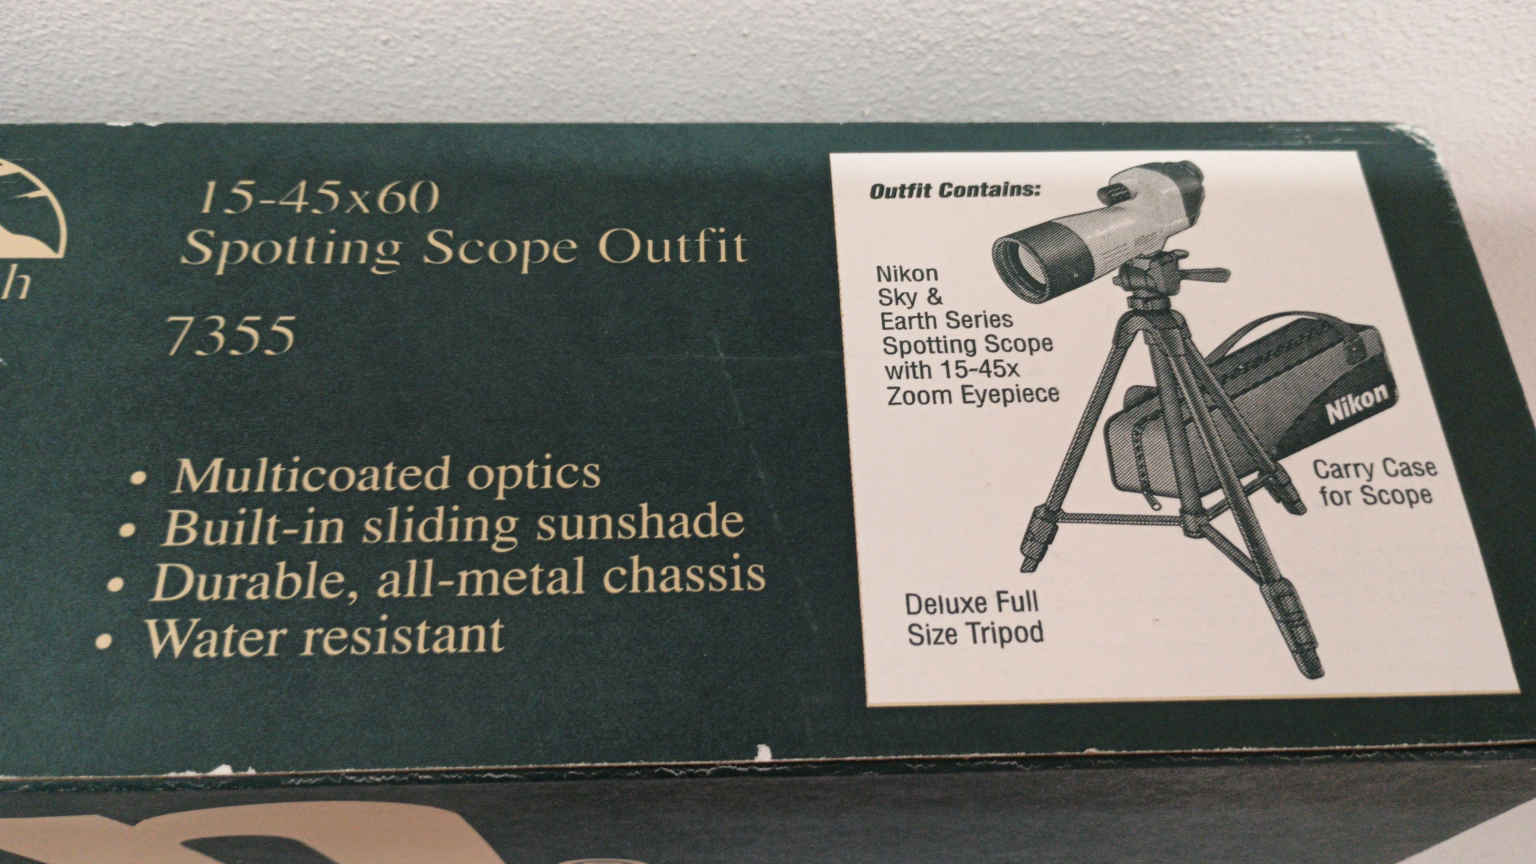 h
15-45x60
Spotting Scope Outfit
7355
• Multicoated optics
• Built-in sliding sunshade
• Durable, all-metal chassis
• Water resistant
Outfit Contains:
Nikon
Sky &
Earth Series
Spotting Scope
with 15-45x
Zoom Eyepiece
Nikon
Carry Case
for Scope
Deluxe Full
Size Tripod